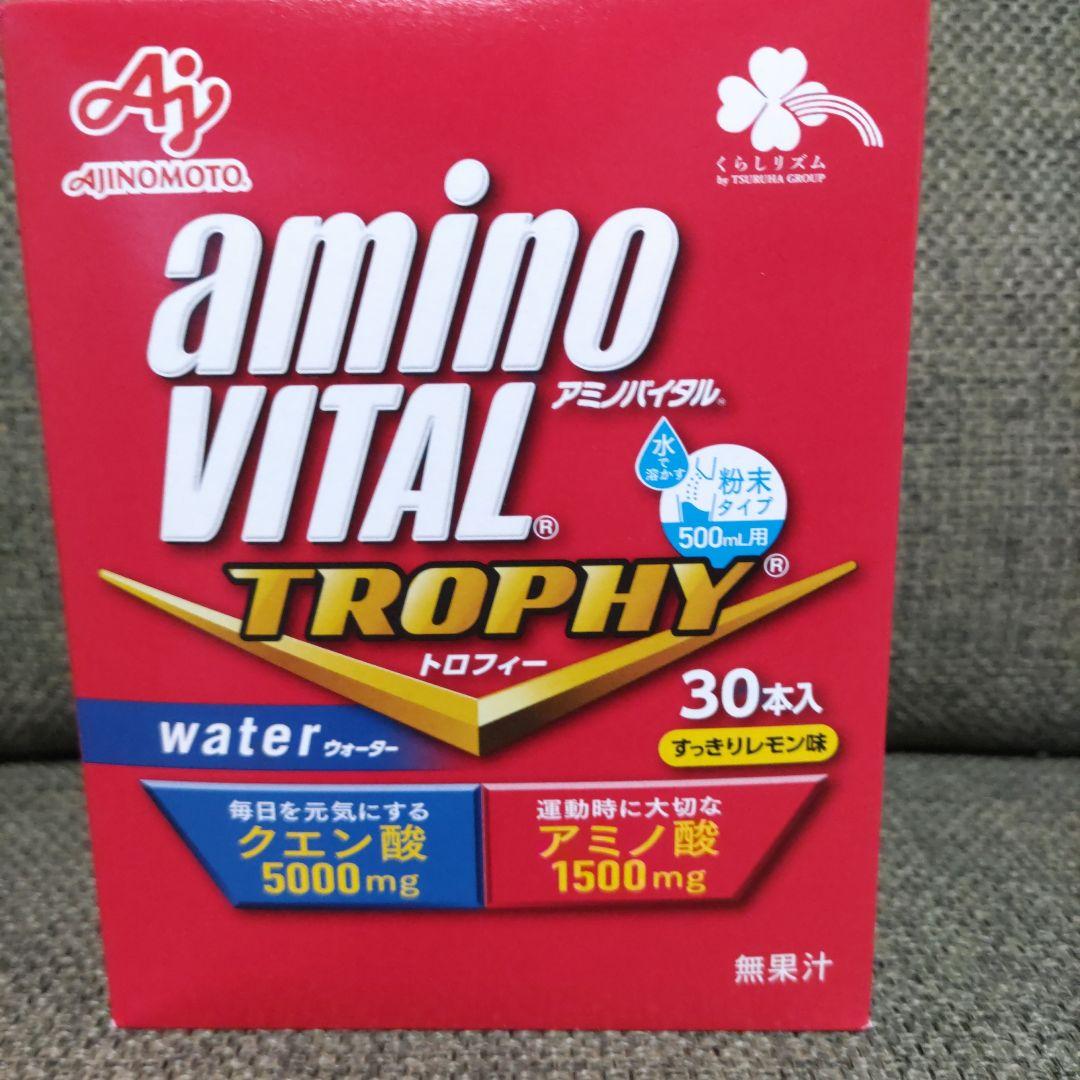 Aj
AJINOMOTO®
くらしリズム
by TSURUHA GROUP
amino
VITAL®
アミノバイタル®
水
で
溶かす
粉末
タイプ
500mL用
TROPHY®
トロフィー
30本入
すっきりレモン味
water ウォーター
毎日を元気にする
クエン酸
5000mg
運動時に大切な
アミノ酸
1500mg
無果汁